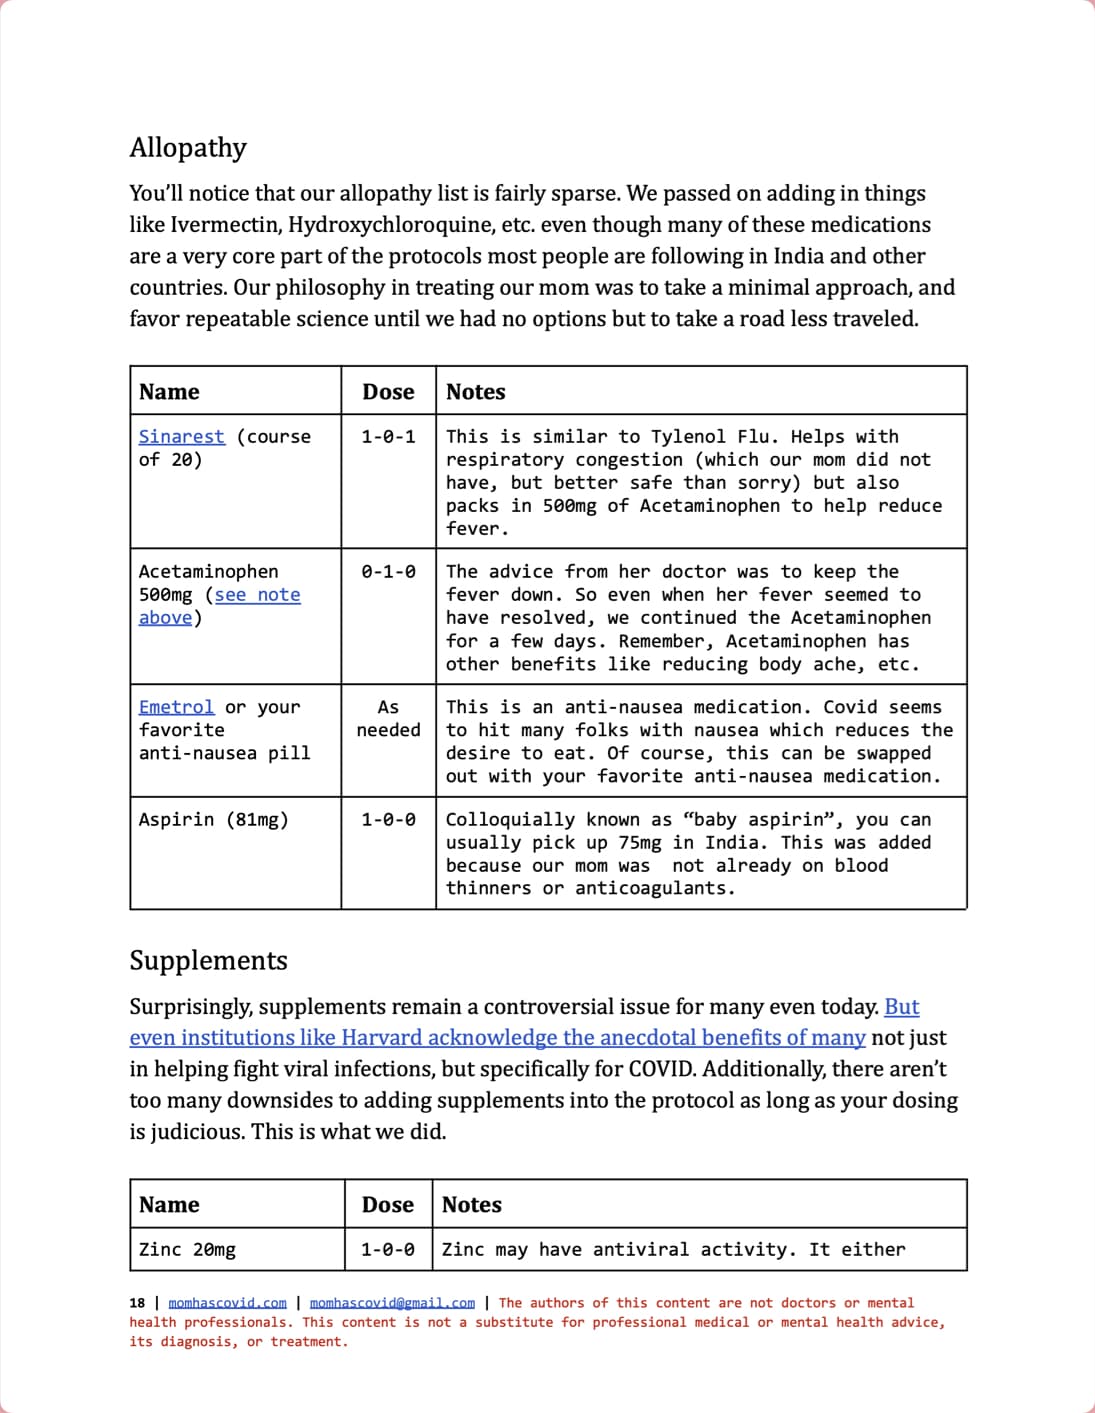 Allopathy
You’ll notice that our allopathy list is fairly sparse. We passed on adding in things
like Ivermectin, Hydroxychloroquine, etc. even though many of these medications
are a very core part of the protocols most people are following in India and other
countries. Our philosophy in treating our mom was to take a minimal approach, and
favor repeatable science until we had no options but to take a road less traveled.
Name Dose Notes
Sinarest (course 1-0-1 This is similar to Tylenol Flu. Helps with
of 20) respiratory congestion (which our mom did not
have, but better safe than sorry) but also
packs in 500mg of Acetaminophen to help reduce
fever.
Acetaminophen 0-1-0 The advice from her doctor was to keep the
500mg (see note fever down. So even when her fever seemed to
above) have resolved, we continued the Acetaminophen
for a few days. Remember, Acetaminophen has
other benefits like reducing body ache, etc.
Emetrol or your As This is an anti-nausea medication. Covid seems
favorite needed to hit many folks with nausea which reduces the
anti-nausea pill desire to eat. Of course, this can be swapped
out with your favorite anti-nausea medication.
Aspirin (81mg) 1-0-0 Colloquially known as “baby aspirin”, you can
usually pick up 75mg in India. This was added
because our mom was not already on blood
thinners or anticoagulants.
Supplements
Surprisingly, supplements remain a controversial issue for many even today. But
even institutions like Harvard acknowledge the anecdotal benefits of many not just
in helping fight viral infections, but specifically for COVID. Additionally, there aren’t
too many downsides to adding supplements into the protocol as long as your dosing
is judicious. This is what we did.
Name Dose Notes
Zinc 20mg 1-0-0 Zinc may have antiviral activity. It either
18 | momhascovid.com | momhascovid@gmail.com | The authors of this content are not doctors or mental
health professionals. This content is not a substitute for professional medical or mental health advice,
its diagnosis, or treatment.